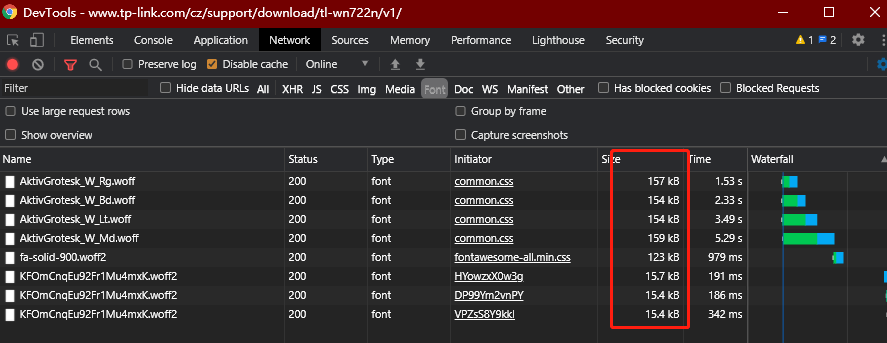 DevTools - www.tp-link.com/cz/support/download/tl-wn722n/v1/
Elements Console Application Network Memory Performance Lighthouse Security 1 2
Preserve log Disable cache Online
Filter Hide data URLs All XHR JS CSS Img Media Font Doc WS Manifest Other Has blocked cookies Blocked Requests
Use large request rows Group by frame
Show overview Capture screenshots
Name Status Type Initiator Size Time Waterfall
AktivGrotesk_W_Rg.woff 200 font common.css 157 kB 1.53 s
AktivGrotesk_W_Bd.woff 200 font common.css 154 kB 2.33 s
AktivGrotesk_W_Lt.woff 200 font common.css 154 kB 3.49 s
AktivGrotesk_W_Md.woff 200 font common.css 159 kB 5.29 s
fa-solid-900.woff2 200 font fontawesome-all.min.css 123 kB 979 ms
KFOmCnqEu92Fr1Mu4mxK.woff2 200 font HYowzxX0w3g 15.7 kB 191 ms
KFOmCnqEu92Fr1Mu4mxK.woff2 200 font DP99Ym2vnPY 15.4 kB 186 ms
KFOmCnqEu92Fr1Mu4mxK.woff2 200 font VPZsS8Y9kkI 15.4 kB 342 ms